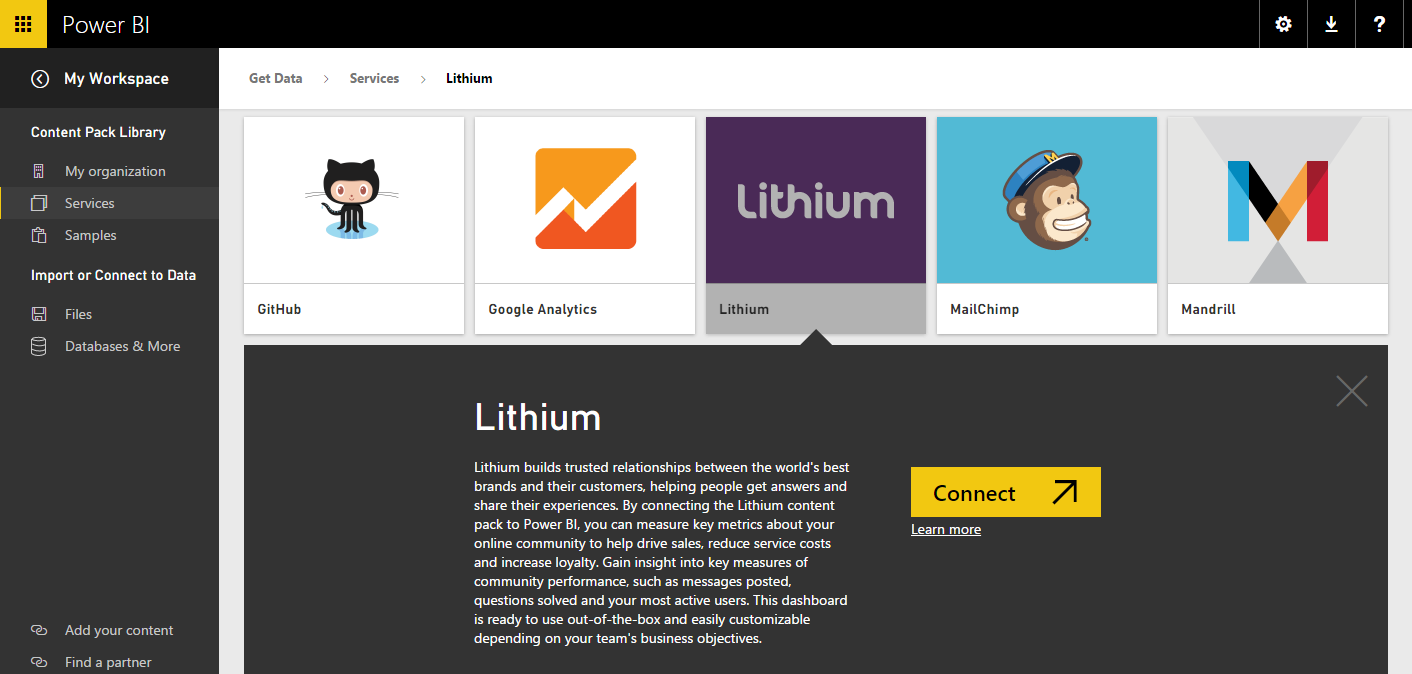 Power BI
?
My Workspace
Get Data > Services > Lithium
Content Pack Library
My organization
Services
Samples
Import or Connect to Data
Files
Databases & More
Add your content
Find a partner
Lithium
GitHub
Google Analytics
Lithium
MailChimp
Mandrill
Lithium
Lithium builds trusted relationships between the world's best
brands and their customers, helping people get answers and
share their experiences. By connecting the Lithium content
pack to Power BI, you can measure key metrics about your
online community to help drive sales, reduce service costs
and increase loyalty. Gain insight into key measures of
community performance, such as messages posted,
questions solved and your most active users. This dashboard
is ready to use out-of-the-box and easily customizable
depending on your team's business objectives.
Connect
Learn more